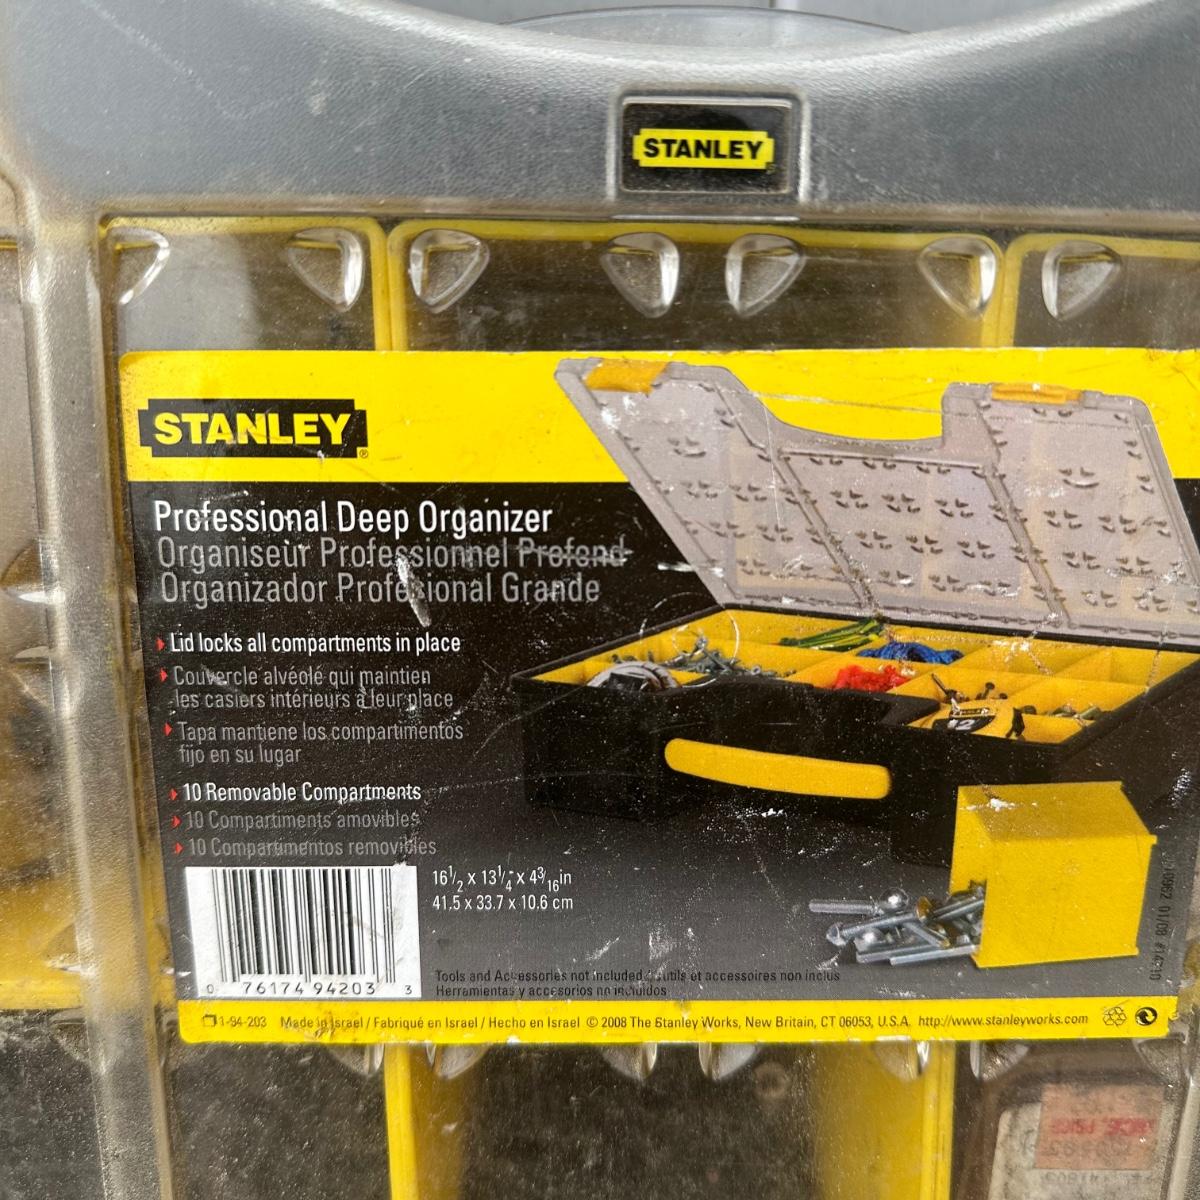 STANLEY
STANLEY®
Professional Deep Organizer
Organiseur Professionnel Profond
Organizador Profesional Grande
Lid locks all compartments in place
Couvercle alvéolé qui maintien
les casiers intérieurs à leur place
Tapa mantiene los compartimentos
fijo en su lugar
10 Removable Compartments
10 Compartiments amovibles
10 Compartimentos removibles
16 1/2 x 13 1/4 x 4 3/16 in
41.5 x 33.7 x 10.6 cm
0 76174 94203 3
Tools and Accessories not included / Outils et accessoires non inclus
Herramientas y accesorios no incluidos
1-94-203 Made in Israel / Fabriqué en Israel / Hecho en Israel © 2008 The Stanley Works, New Britain, CT 06053, U.S.A. http://www.stanleyworks.com